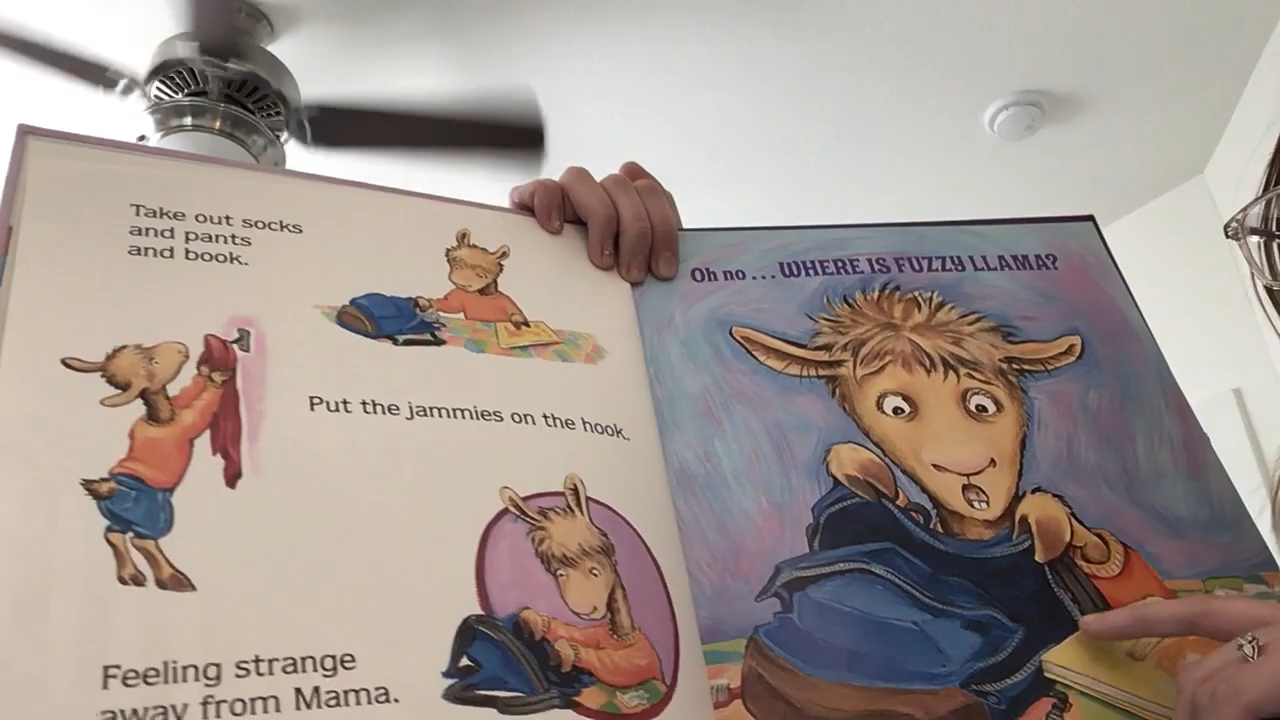 Take out socks
and pants
and book.
Put the jammies on the hook.
Feeling strange
away from Mama.
Oh no... WHERE IS FUZZY LLAMA?